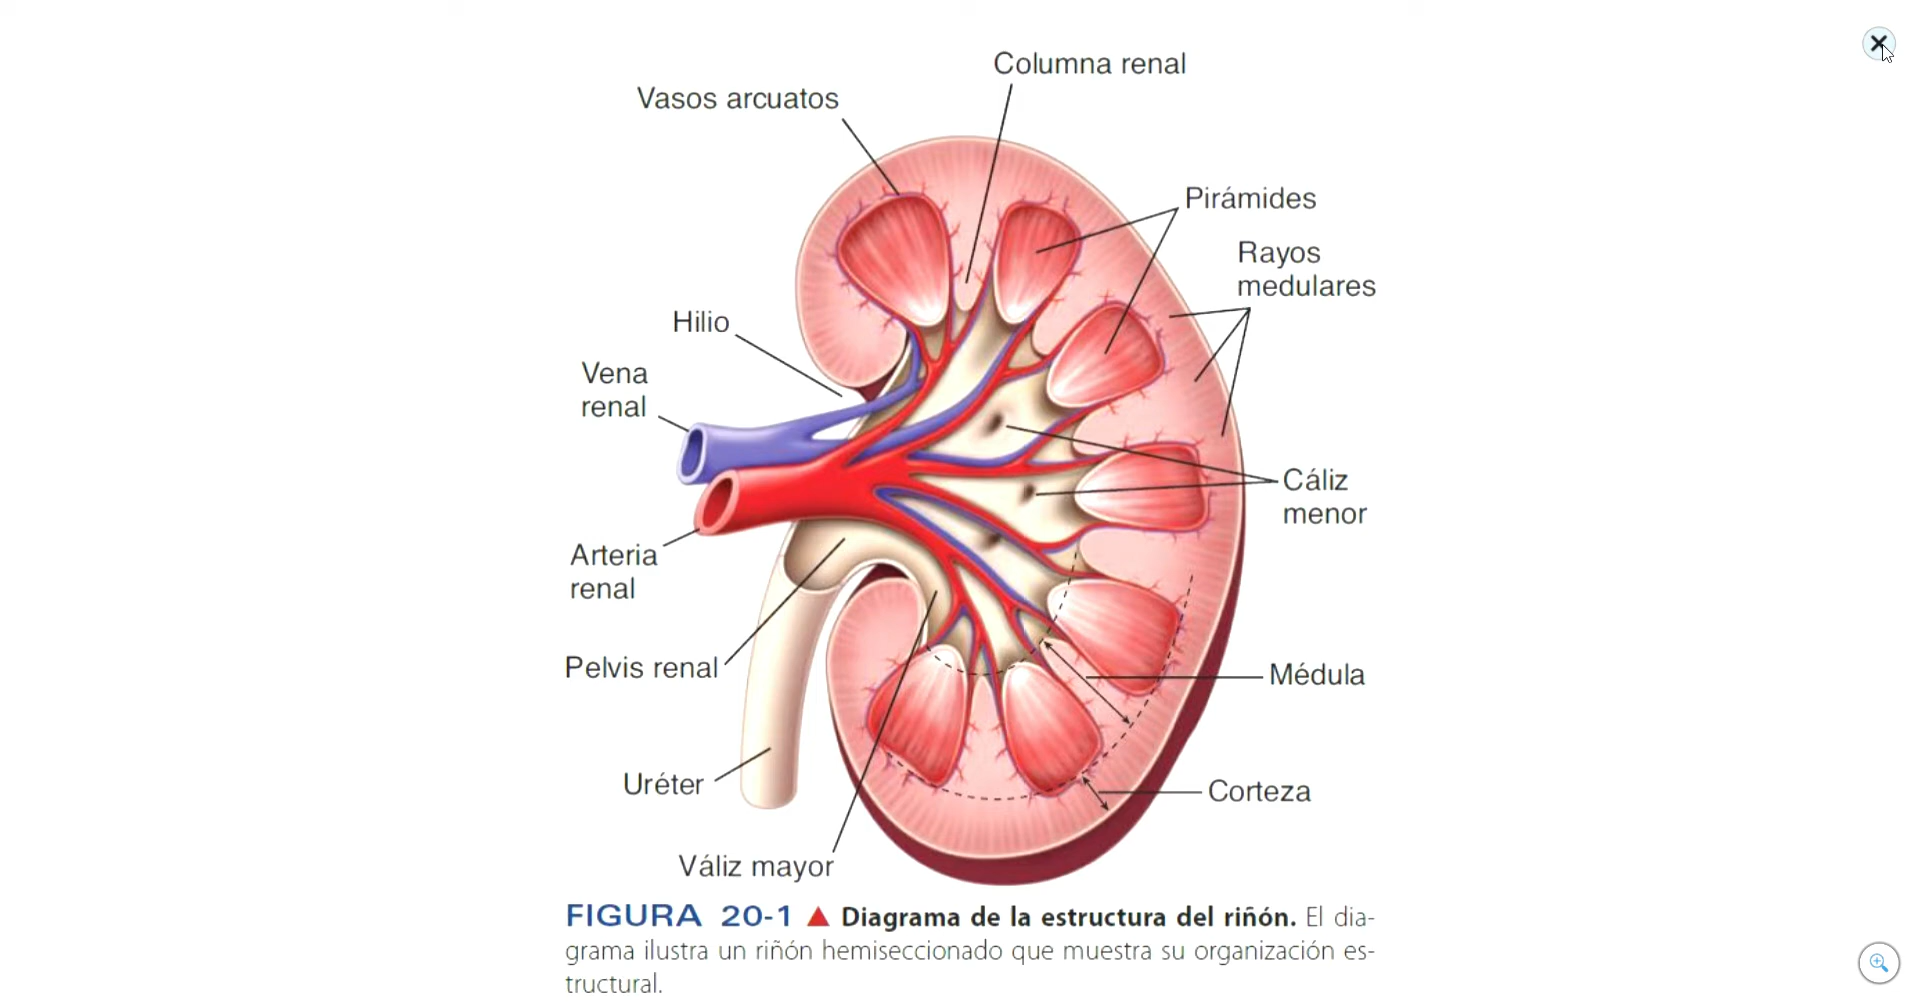 Columna renal
Vasos arcuatos
Pirámides
Rayos
medulares
Hilio
Vena
renal
Cáliz
menor
Arteria
renal
Pelvis renal
Médula
Uréter
Corteza
Váliz mayor
FIGURA 20-1 ▲ Diagrama de la estructura del riñón. El dia-
grama ilustra un riñón hemiseccionado que muestra su organización es-
tructural.